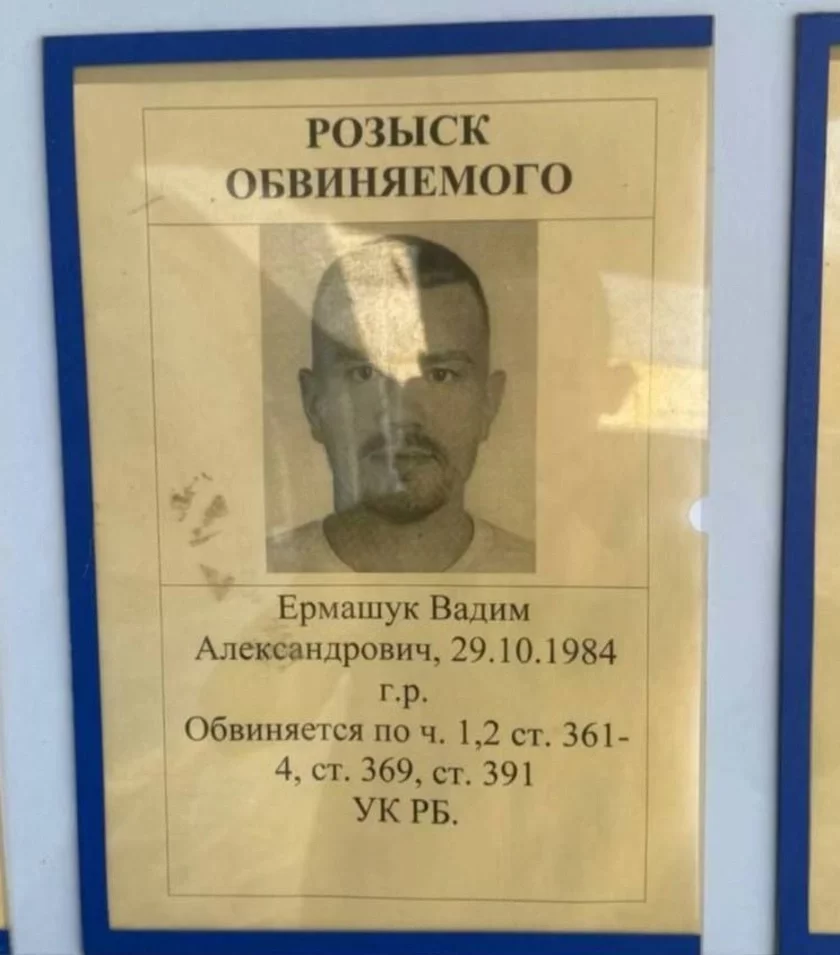 РОЗЫСК
ОБВИНЯЕМОГО
Ермашук Вадим
Александрович, 29.10.1984
г.р.
Обвиняется по ч. 1,2 ст. 361-
4, ст. 369, ст. 391
УК РБ.